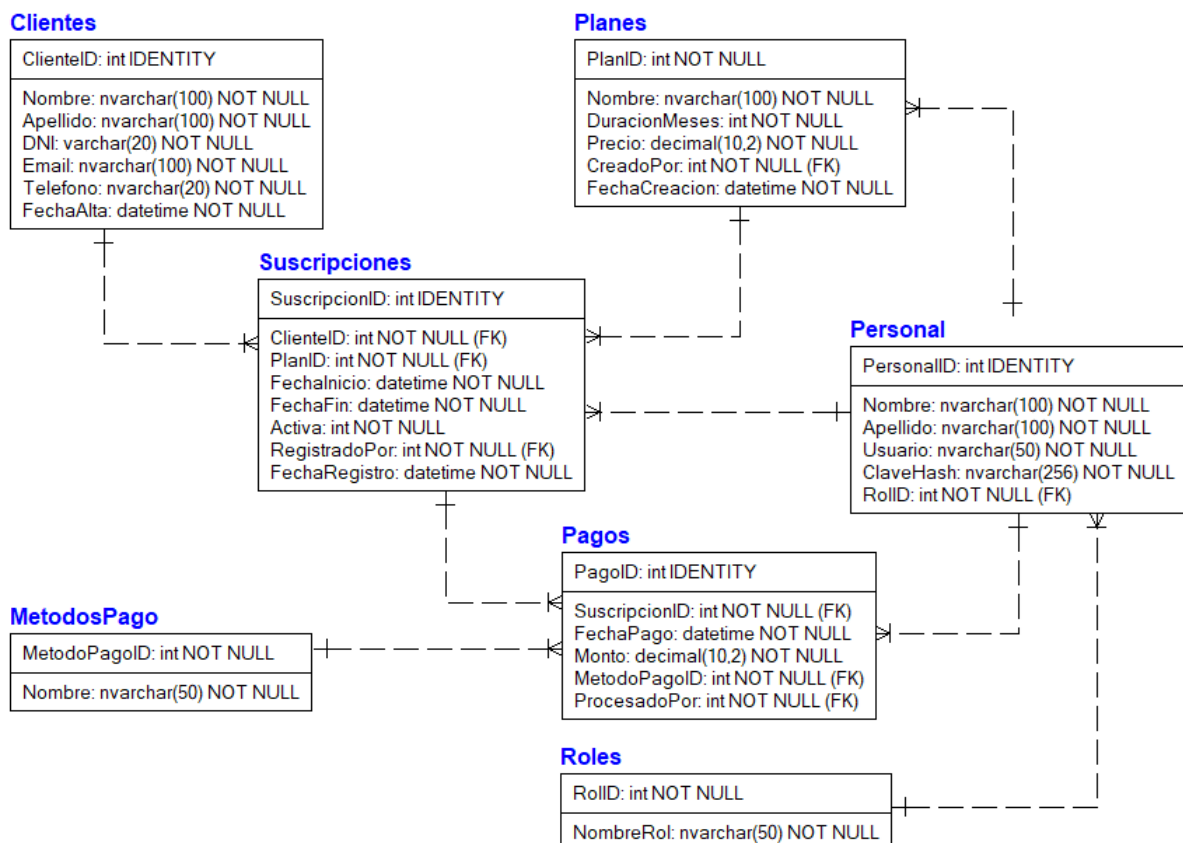 Clientes
ClienteID: int IDENTITY
Nombre: nvarchar(100) NOT NULL
Apellido: nvarchar(100) NOT NULL
DNI: varchar(20) NOT NULL
Email: nvarchar(100) NOT NULL
Telefono: nvarchar(20) NOT NULL
FechaAlta: datetime NOT NULL
Planes
PlanID: int NOT NULL
Nombre: nvarchar(100) NOT NULL
DuracionMeses: int NOT NULL
Precio: decimal(10,2) NOT NULL
CreadoPor: int NOT NULL (FK)
FechaCreacion: datetime NOT NULL
Suscripciones
SuscripcionID: int IDENTITY
ClienteID: int NOT NULL (FK)
PlanID: int NOT NULL (FK)
FechaInicio: datetime NOT NULL
FechaFin: datetime NOT NULL
Activa: int NOT NULL
RegistradoPor: int NOT NULL (FK)
FechaRegistro: datetime NOT NULL
Personal
PersonalID: int IDENTITY
Nombre: nvarchar(100) NOT NULL
Apellido: nvarchar(100) NOT NULL
Usuario: nvarchar(50) NOT NULL
ClaveHash: nvarchar(256) NOT NULL
RolID: int NOT NULL (FK)
Pagos
PagoID: int IDENTITY
SuscripcionID: int NOT NULL (FK)
FechaPago: datetime NOT NULL
Monto: decimal(10,2) NOT NULL
MetodoPagoID: int NOT NULL (FK)
ProcesadoPor: int NOT NULL (FK)
MetodosPago
MetodoPagoID: int NOT NULL
Nombre: nvarchar(50) NOT NULL
Roles
RolID: int NOT NULL
NombreRol: nvarchar(50) NOT NULL